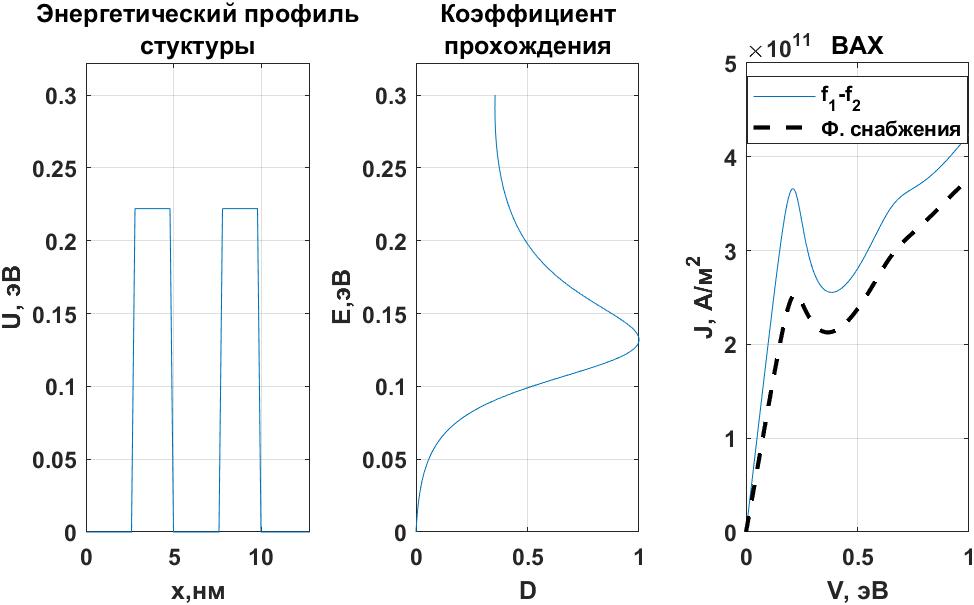 Энергетический профиль
стуктуры
U, эВ
0.3
0.25
0.2
0.15
0.1
0.05
0
0 5 10
x,нм
Коэффициент
прохождения
E,эВ
0.3
0.25
0.2
0.15
0.1
0.05
0
0 0.5 1
D
×10¹¹ ВАХ
J, А/м²
5
4
3
2
1
0
0 0.5 1
V, эВ
f₁-f₂
Ф. снабжения